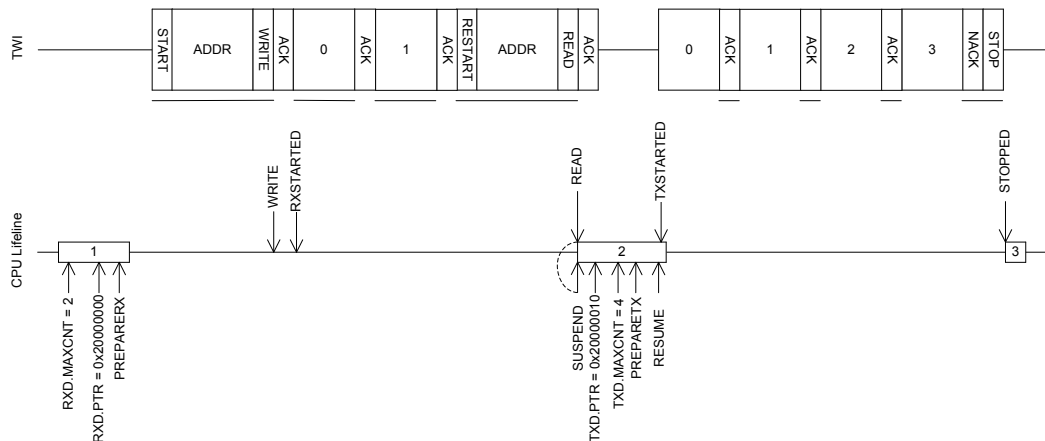 TWI
START
ADDR
WRITE
ACK
0
ACK
1
ACK
RESTART
ADDR
READ
ACK
0
ACK
1
ACK
2
ACK
3
NACK
STOP
CPU Lifeline
WRITE
RXSTARTED
READ
TXSTARTED
STOPPED
1
2
3
RXD.MAXCNT = 2
RXD.PTR = 0x20000000
PREPARERX
SUSPEND
TXD.PTR = 0x20000010
TXD.MAXCNT = 4
PREPARETX
RESUME